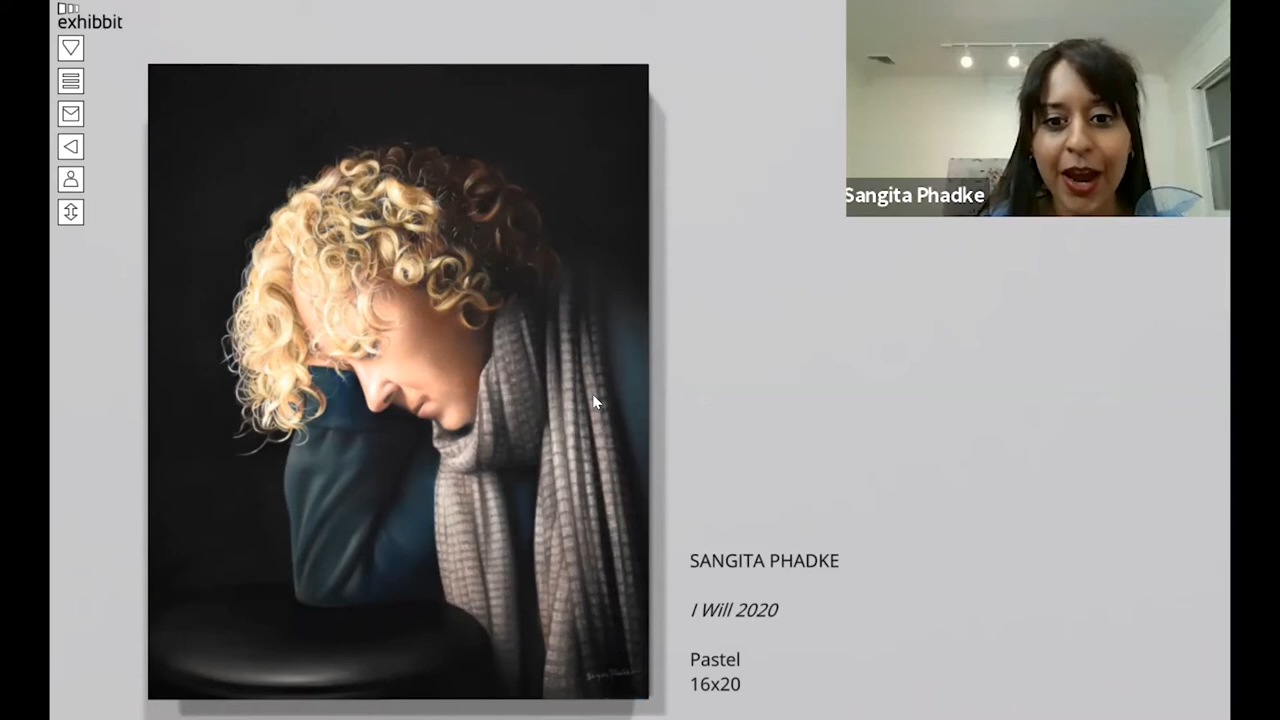 exhibbit
Sangita Phadke
SANGITA PHADKE
I Will 2020
Pastel
16x20